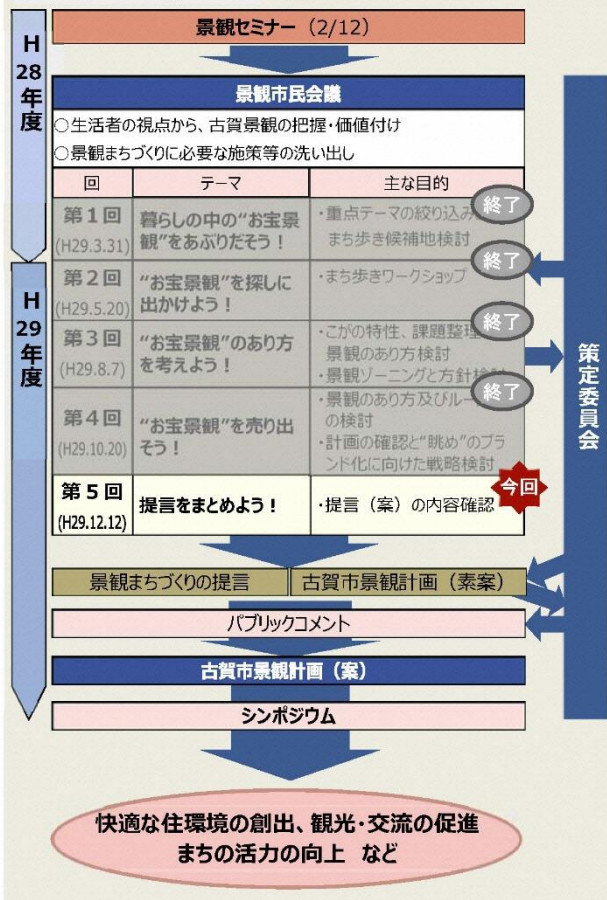 H
28
年
度
景観セミナー（2/12）
景観市民会議
○生活者の視点から、古賀景観の把握・価値付け
○景観まちづくりに必要な施策等の洗い出し
回 テーマ 主な目的
第１回
(H29.3.31)
暮らしの中の“お宝景
観”をあぶりだそう！
・重点テーマの絞り込み
まち歩き候補地検討
終了
第２回
(H29.5.20)
“お宝景観”を探しに
出かけよう！
・まち歩きワークショップ
終了
H
29
年
度
第３回
(H29.8.7)
“お宝景観”のあり方
を考えよう！
・こがの特性、課題整理
景観のあり方検討
・景観ゾーニングと方針検
終了
第４回
(H29.10.20)
“お宝景観”を売り出
そう！
・景観のあり方及びルー
の検討
・計画の確認と“眺め”のブラ
ンド化に向けた戦略検討
終了
第５回
(H29.12.12)
提言をまとめよう！
・提言（案）の内容確認
今回
策
定
委
員
会
景観まちづくりの提言
古賀市景観計画（素案）
パブリックコメント
古賀市景観計画（案）
シンポジウム
快適な住環境の創出、観光・交流の促進
まちの活力の向上 など